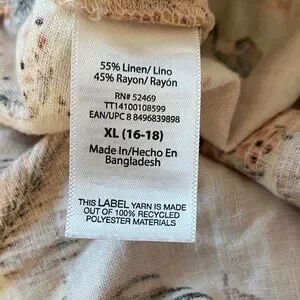 55% Linen/ Lino
45% Rayon/ Rayón
RN# 52469
TT14100108599
EAN/UPC 8 8496839898
XL (16-18)
Made In/Hecho En
Bangladesh
THIS LABEL YARN IS MADE
OUT OF 100% RECYCLED
POLYESTER MATERIALS